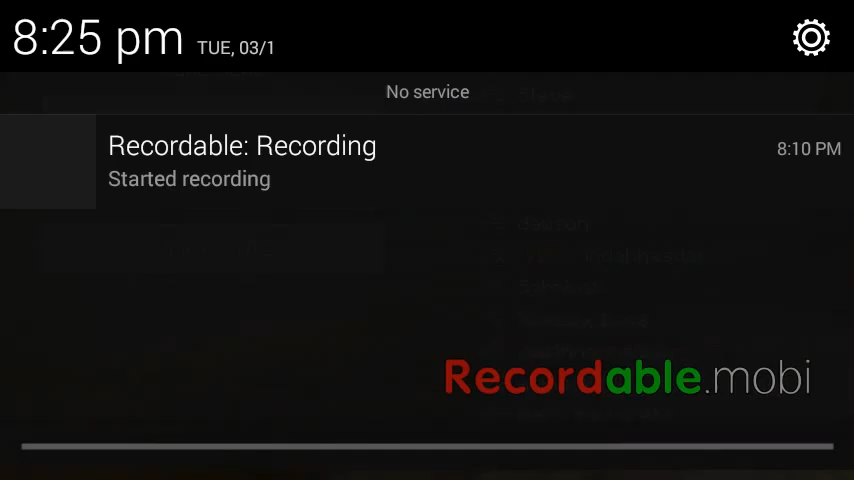 8:25 pm TUE, 03/1
No service
Recordable: Recording
8:10 PM
Started recording
Recordable.mobi